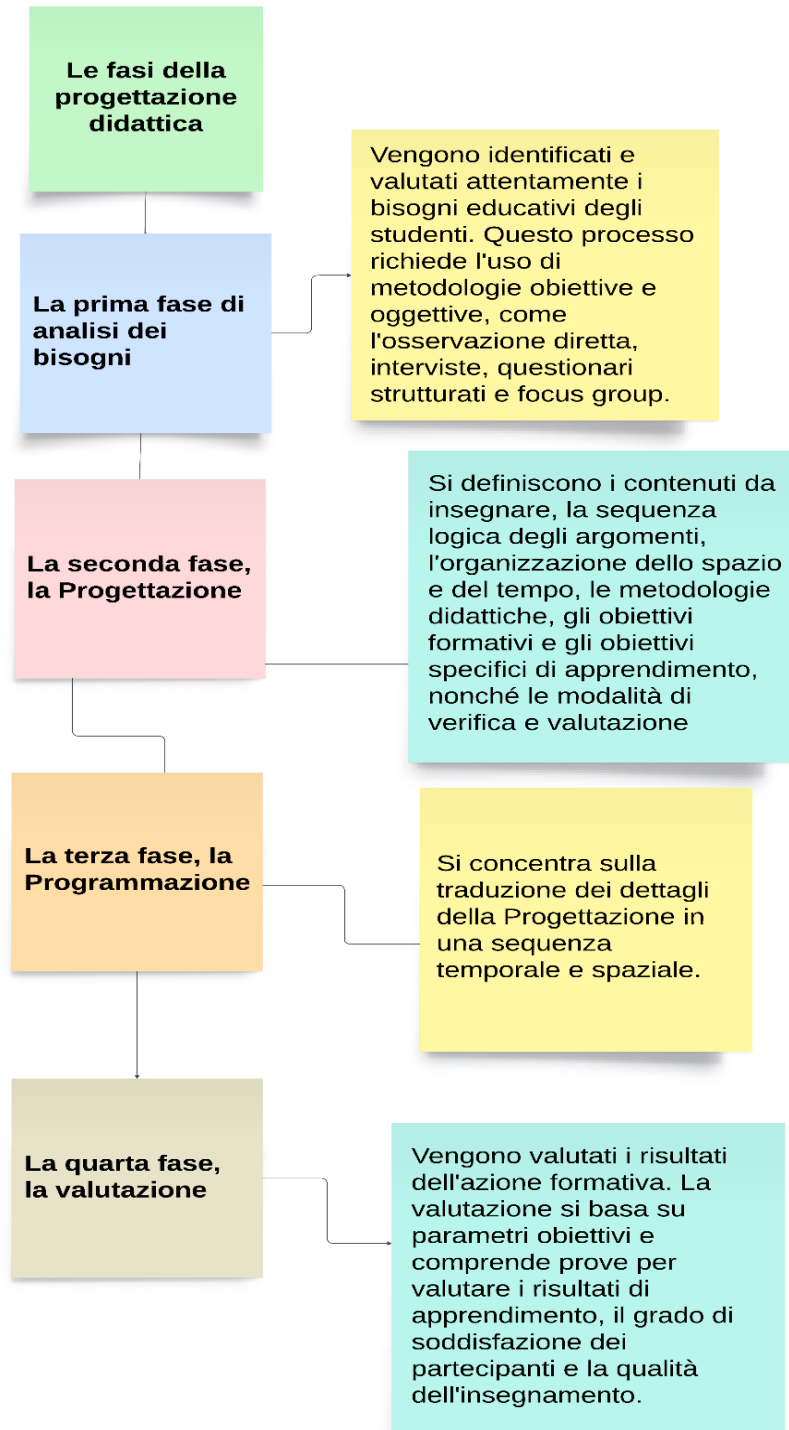 Le fasi della
progettazione
didattica
Vengono identificati e
valutati attentamente i
bisogni educativi degli
studenti. Questo processo
richiede l'uso di
metodologie obiettive e
oggettive, come
l'osservazione diretta,
interviste, questionari
strutturati e focus group.
La prima fase di
analisi dei
bisogni
Si definiscono i contenuti da
insegnare, la sequenza
logica degli argomenti,
l'organizzazione dello spazio
e del tempo, le metodologie
didattiche, gli obiettivi
formativi e gli obiettivi
specifici di apprendimento,
nonché le modalità di
verifica e valutazione
La seconda fase,
la Progettazione
La terza fase, la
Programmazione
Si concentra sulla
traduzione dei dettagli
della Progettazione in
una sequenza
temporale e spaziale.
La quarta fase,
la valutazione
Vengono valutati i risultati
dell'azione formativa. La
valutazione si basa su
parametri obiettivi e
comprende prove per
valutare i risultati di
apprendimento, il grado di
soddisfazione dei
partecipanti e la qualità
dell'insegnamento.